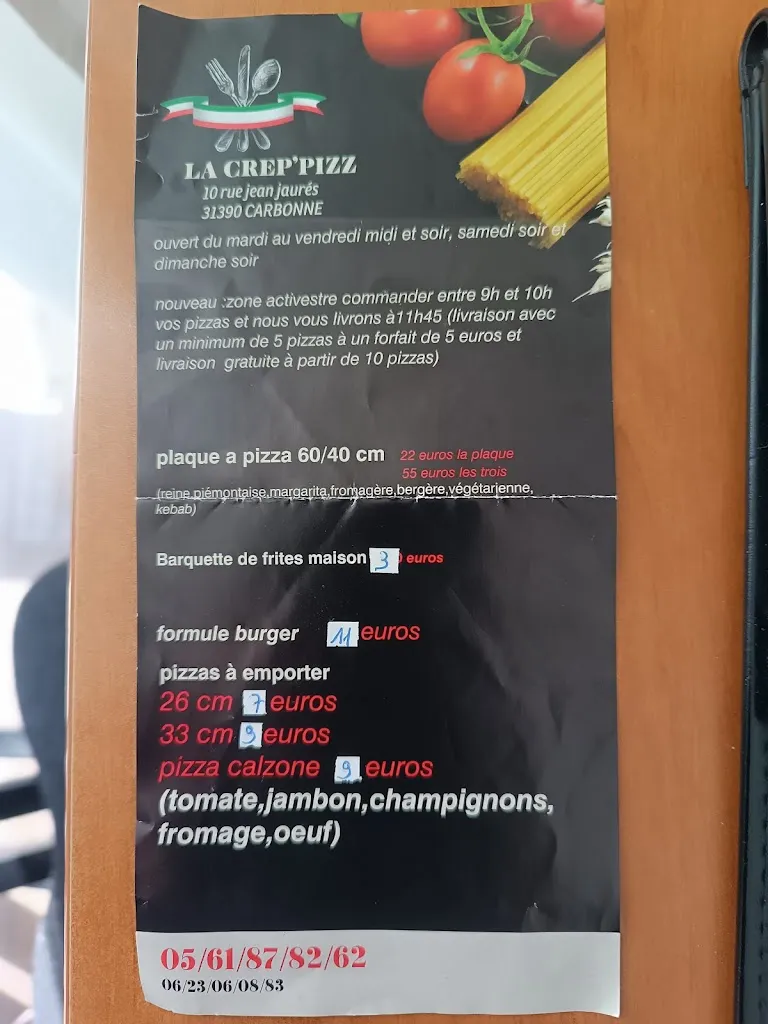 LA CREP'PIZZ
10 rue jean jaurés
31390 CARBONNE
ouvert du mardi au vendredi midi et soir, samedi soir et
dimanche soir
nouveau :zone activestre commander entre 9h et 10h
vos pizzas et nous vous livrons à11h45 (livraison avec
un minimum de 5 pizzas à un forfait de 5 euros et
livraison gratuite à partir de 10 pizzas)
plaque a pizza 60/40 cm 22 euros la plaque
55 euros les trois
(reine,piémontaise,margarita,fromagère,bergère,végétarienne,
kebab)
Barquette de frites maison 3 euros
formule burger 11 euros
pizzas à emporter
26 cm 7 euros
33 cm 9 euros
pizza calzone 9 euros
(tomate,jambon,champignons,
fromage,oeuf)
05/61/87/82/62
06/23/06/08/83